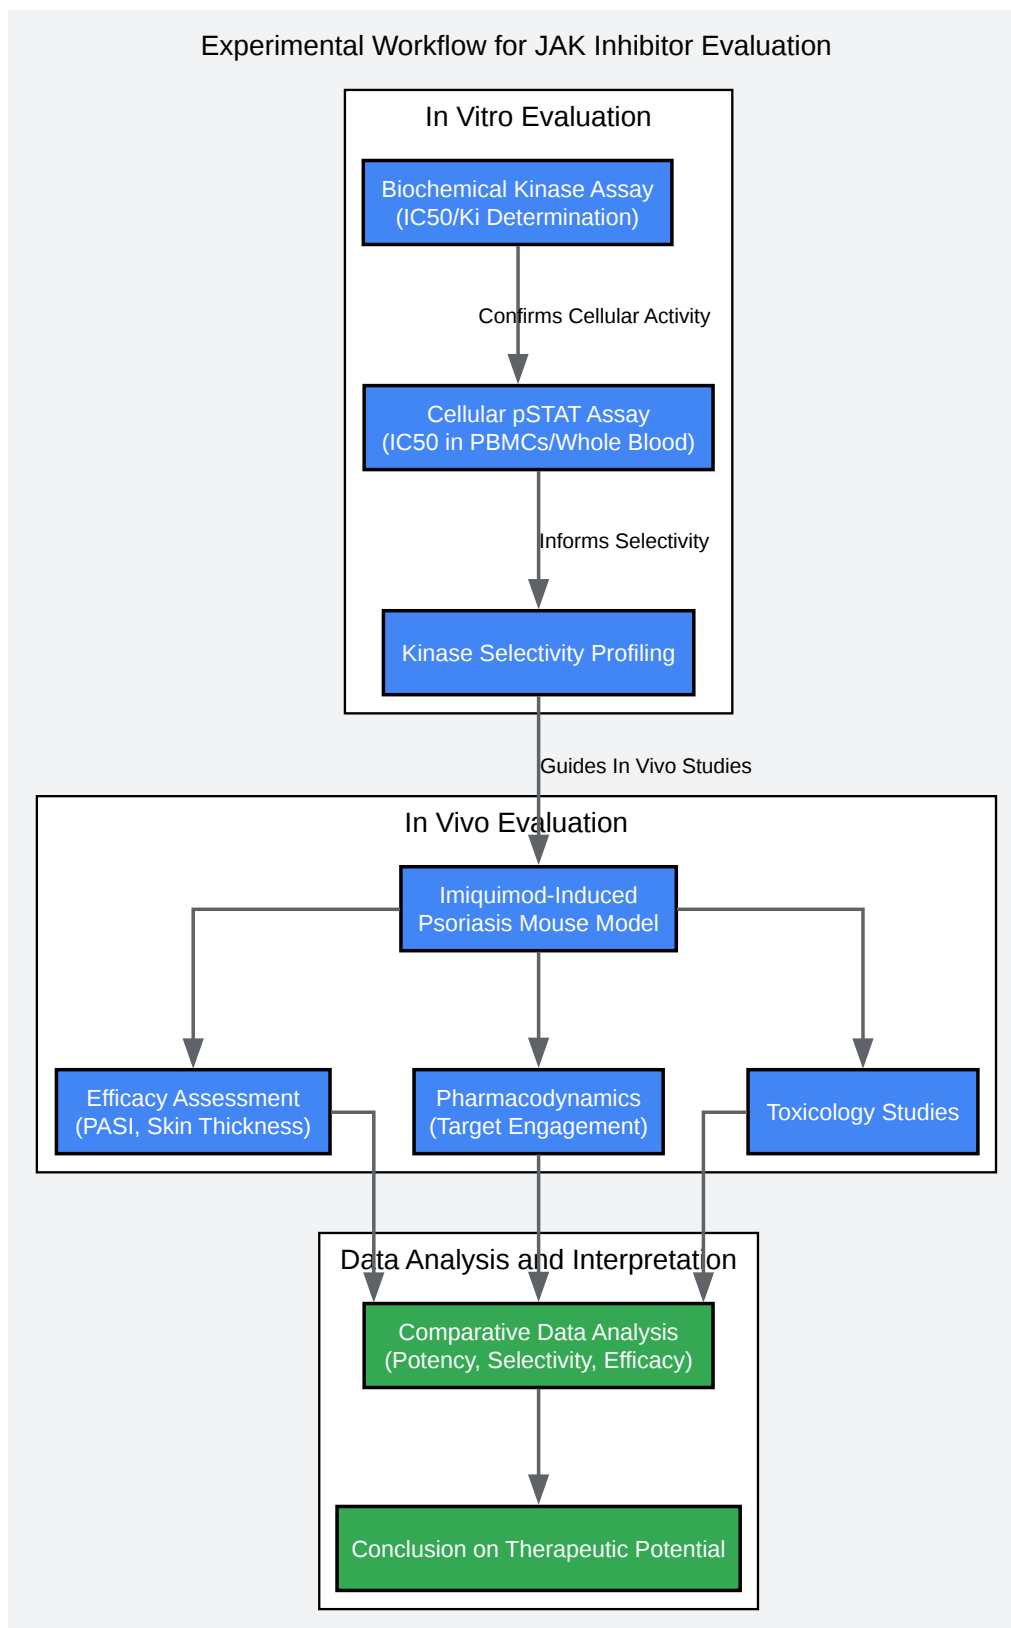 Experimental Workflow for JAK Inhibitor Evaluation
In Vitro Evaluation
Biochemical Kinase Assay
(IC50/Ki Determination)
Confirms Cellular Activity
Cellular pSTAT Assay
(IC50 in PBMCs/Whole Blood)
Informs Selectivity
Kinase Selectivity Profiling
Guides In Vivo Studies
In Vivo Evaluation
Imiquimod-Induced
Psoriasis Mouse Model
Efficacy Assessment
(PASI, Skin Thickness)
Pharmacodynamics
(Target Engagement)
Toxicology Studies
Data Analysis and Interpretation
Comparative Data Analysis
(Potency, Selectivity, Efficacy)
Conclusion on Therapeutic Potential